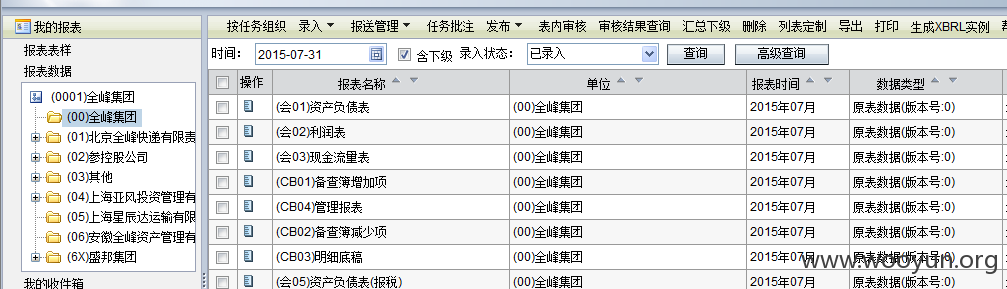 我的报表
按任务组织 录入 报送管理 任务批注 发布 表内审核 审核结果查询 汇总下级 删除 列表定制 导出 打印 生成XBRL实例
报表表样
报表数据
时间： 2015-07-31 含下级 录入状态： 已录入 查询 高级查询
操作 报表名称 单位 报表时间 数据类型
(0001)全峰集团
(00)全峰集团
(01)北京全峰快递有限责
(02)参控股公司
(03)其他
(04)上海亚风投资管理有
(05)上海星辰达运输有限
(06)安徽全峰资产管理有
(6X)盛邦集团
我的收件箱
(会01)资产负债表 (00)全峰集团 2015年07月 原表数据(版本号:0)
(会02)利润表 (00)全峰集团 2015年07月 原表数据(版本号:0)
(会03)现金流量表 (00)全峰集团 2015年07月 原表数据(版本号:0)
(CB01)备查簿增加项 (00)全峰集团 2015年07月 原表数据(版本号:0)
(CB04)管理报表 (00)全峰集团 2015年07月 原表数据(版本号:0)
(CB02)备查簿减少项 (00)全峰集团 2015年07月 原表数据(版本号:0)
(CB03)明细底稿 (00)全峰集团 2015年07月 原表数据(版本号:0)
(会05)资产负债表(报税) (00)全峰集团 2015年07月 原表数据(版本号:0)
www.wooyun.org